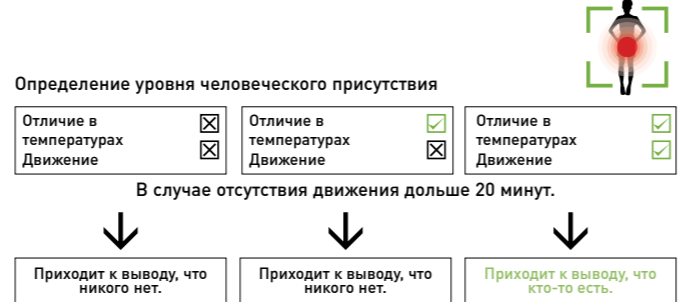 Определение уровня человеческого присутствия
Отличие в
температурах
Движение
Отличие в
температурах
Движение
Отличие в
температурах
Движение
В случае отсутствия движения дольше 20 минут.
Приходит к выводу, что
никого нет.
Приходит к выводу, что
никого нет.
Приходит к выводу, что
кто-то есть.